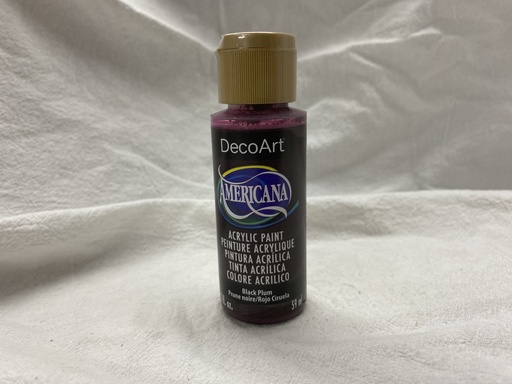 DecoArt
AMERICANA
ACRYLIC PAINT
PEINTURE ACRYLIQUE
PINTURA ACRÍLICA
TINTA ACRÍLICA
COLORE ACRILICO
Black Plum
Prune noire/Rojo Ciruela
oz. 59